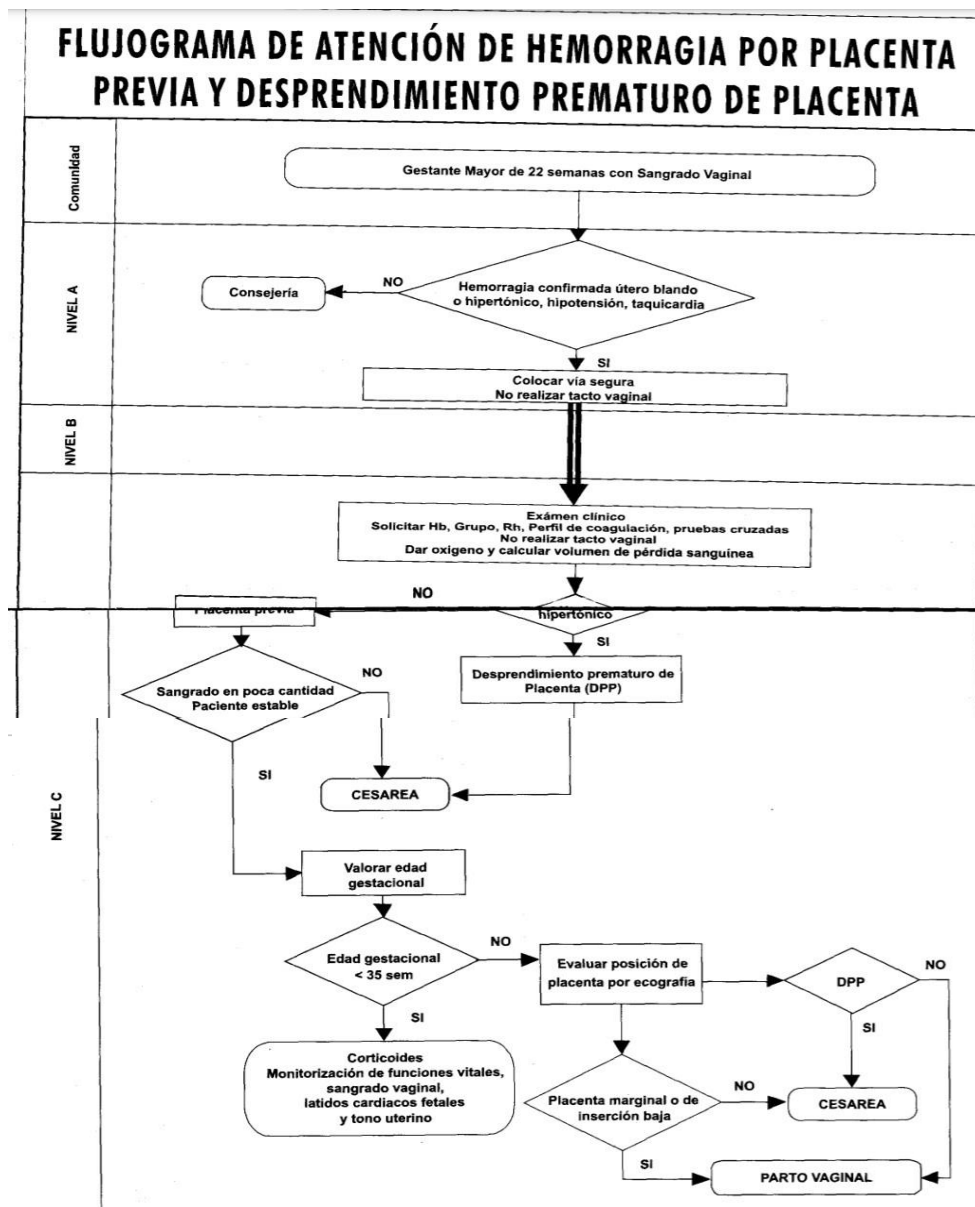 FLUJOGRAMA DE ATENCIÓN DE HEMORRAGIA POR PLACENTA
PREVIA Y DESPRENDIMIENTO PREMATURO DE PLACENTA
Comunidad
Gestante Mayor de 22 semanas con Sangrado Vaginal
NIVEL A
Hemorragia confirmada útero blando
o hipertónico, hipotensión, taquicardia
NO
Consejería
SI
Colocar vía segura
No realizar tacto vaginal
NIVEL B
Exámen clínico
Solicitar Hb, Grupo, Rh, Perfil de coagulación, pruebas cruzadas
No realizar tacto vaginal
Dar oxigeno y calcular volumen de pérdida sanguínea
NO
Placenta previa
hipertónico
SI
Desprendimiento prematuro de
Placenta (DPP)
Sangrado en poca cantidad
Paciente estable
NO
SI
CESAREA
NIVEL C
Valorar edad
gestacional
Edad gestacional
< 35 sem
NO
Evaluar posición de
placenta por ecografía
DPP
NO
SI
SI
Corticoides
Monitorización de funciones vitales,
sangrado vaginal,
latidos cardiacos fetales
y tono uterino
Placenta marginal o de
inserción baja
NO
CESAREA
SI
PARTO VAGINAL